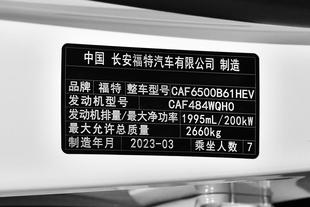 中国 长安福特汽车有限公司 制造
品牌 福特 整车型号 CAF6500B61HEV
发动机型号 CAF484WQH0
发动机排量/最大净功率 1995mL/200kW
最大允许总质量 2660kg
制造年月 2023-03 乘坐人数 7